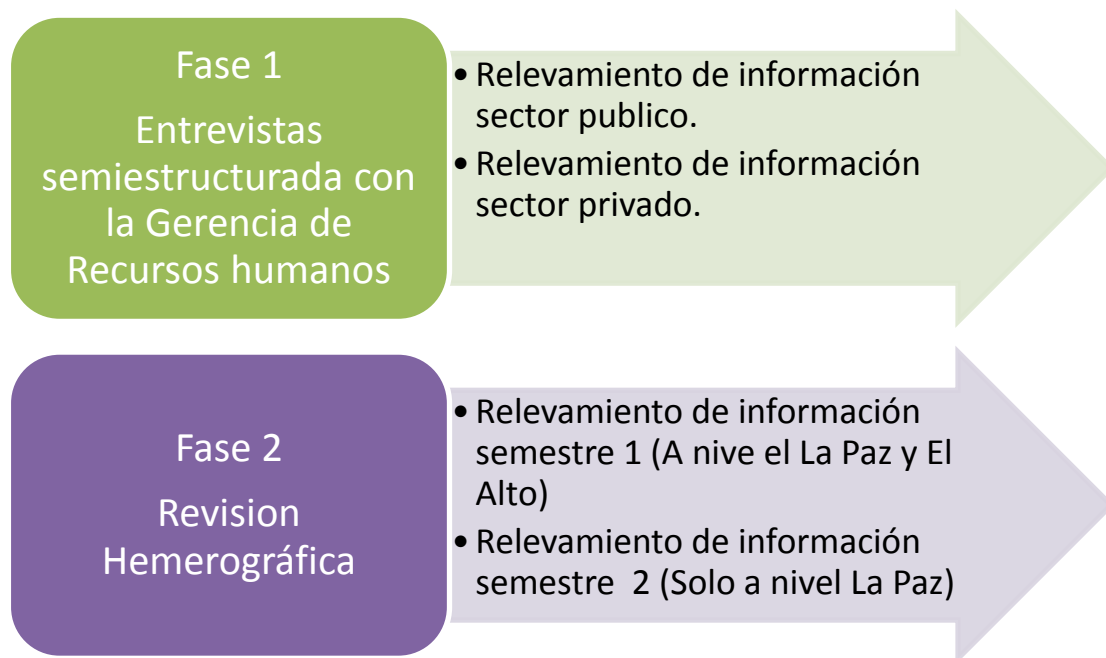 Fase 1
Entrevistas
semiestructurada con
la Gerencia de
Recursos humanos
• Relevamiento de información
sector publico.
• Relevamiento de información
sector privado.
Fase 2
Revision
Hemerográfica
• Relevamiento de información
semestre 1 (A nive el La Paz y El
Alto)
• Relevamiento de información
semestre  2 (Solo a nivel La Paz)